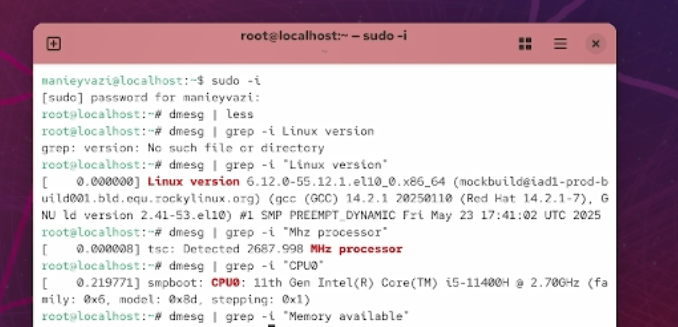 root@localhost:~ — sudo -i
~
manieyvazi@localhost:~$ sudo -i
[sudo] password for manieyvazi:
root@localhost:~# dmesg | less
root@localhost:~# dmesg | grep -i Linux version
grep: version: No such file or directory
root@localhost:~# dmesg | grep -i "Linux version"
[    0.000000] Linux version 6.12.0-55.12.1.el10_0.x86_64 (mockbuild@iad1-prod-b
uild001.bld.equ.rockylinux.org) (gcc (GCC) 14.2.1 20250110 (Red Hat 14.2.1-7), G
NU ld version 2.41-53.el10) #1 SMP PREEMPT_DYNAMIC Fri May 23 17:41:02 UTC 2025
root@localhost:~# dmesg | grep -i "Mhz processor"
[    0.000008] tsc: Detected 2687.998 MHz processor
root@localhost:~# dmesg | grep -i "CPU0"
[    0.219771] smpboot: CPU0: 11th Gen Intel(R) Core(TM) i5-11400H @ 2.70GHz (fa
mily: 0x6, model: 0x8d, stepping: 0x1)
root@localhost:~# dmesg | grep -i "Memory available"